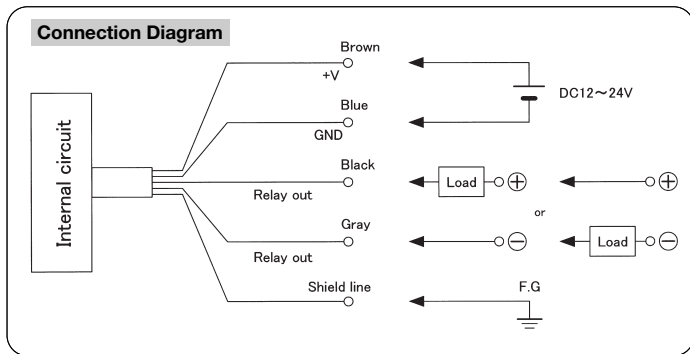 Connection Diagram
Internal circuit
Brown
+V
Blue
GND
DC12～24V
Black
Relay out
Load ⊕
⊕
or
Gray
Relay out
⊖
Load ⊖
Shield line
F.G